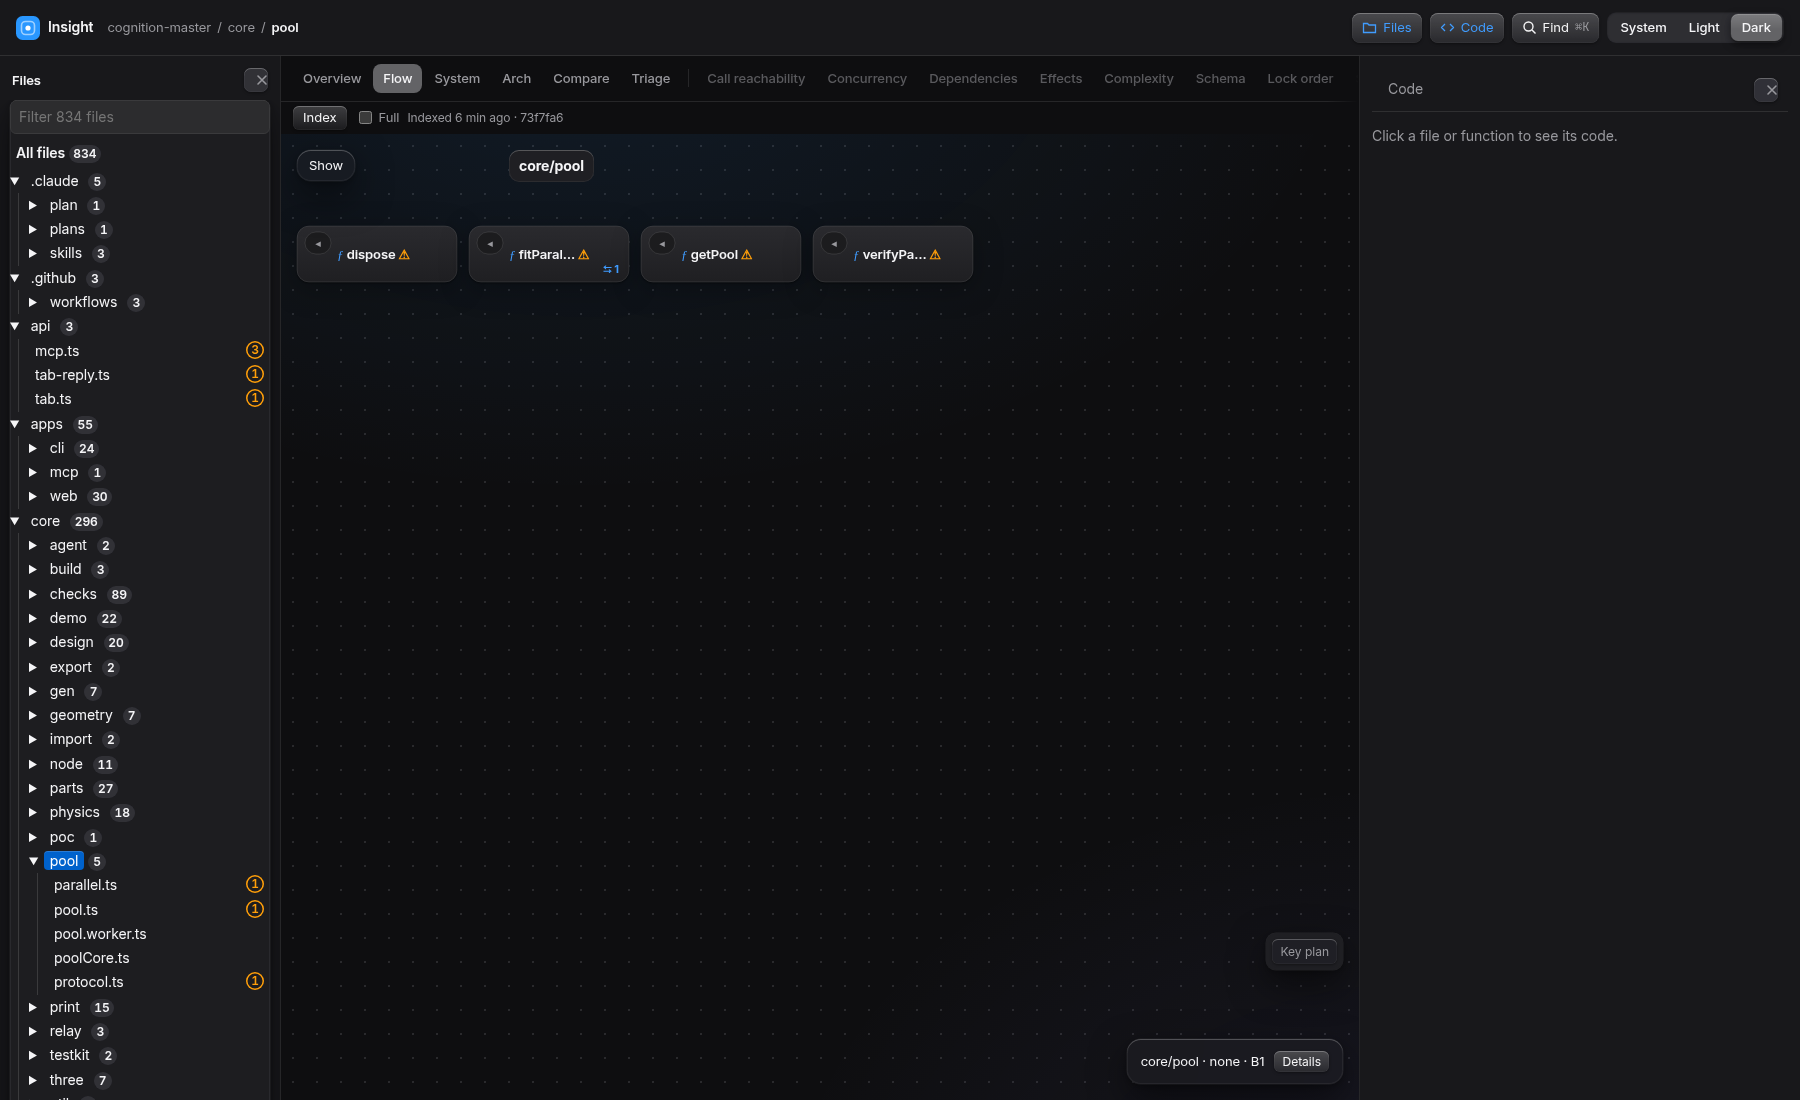 Insight cognition-master / core / pool
Files Code Find ⌘K System Light Dark
Files
Filter 834 files
All files 834
.claude 5
plan 1
plans 1
skills 3
.github 3
workflows 3
api 3
mcp.ts 3
tab-reply.ts 1
tab.ts 1
apps 55
cli 24
mcp 1
web 30
core 296
agent 2
build 3
checks 89
demo 22
design 20
export 2
gen 7
geometry 7
import 2
node 11
parts 27
physics 18
poc 1
pool 5
parallel.ts 1
pool.ts 1
pool.worker.ts
poolCore.ts
protocol.ts 1
print 15
relay 3
testkit 2
three 7
Overview Flow System Arch Compare Triage Call reachability Concurrency Dependencies Effects Complexity Schema Lock order
Index Full Indexed 6 min ago · 73f7fa6
Show core/pool
ƒ dispose ⚠ ƒ fitParal... ⚠ ƒ getPool ⚠ ƒ verifyPa... ⚠
⇆ 1
Key plan
core/pool · none · B1 Details
Code
Click a file or function to see its code.